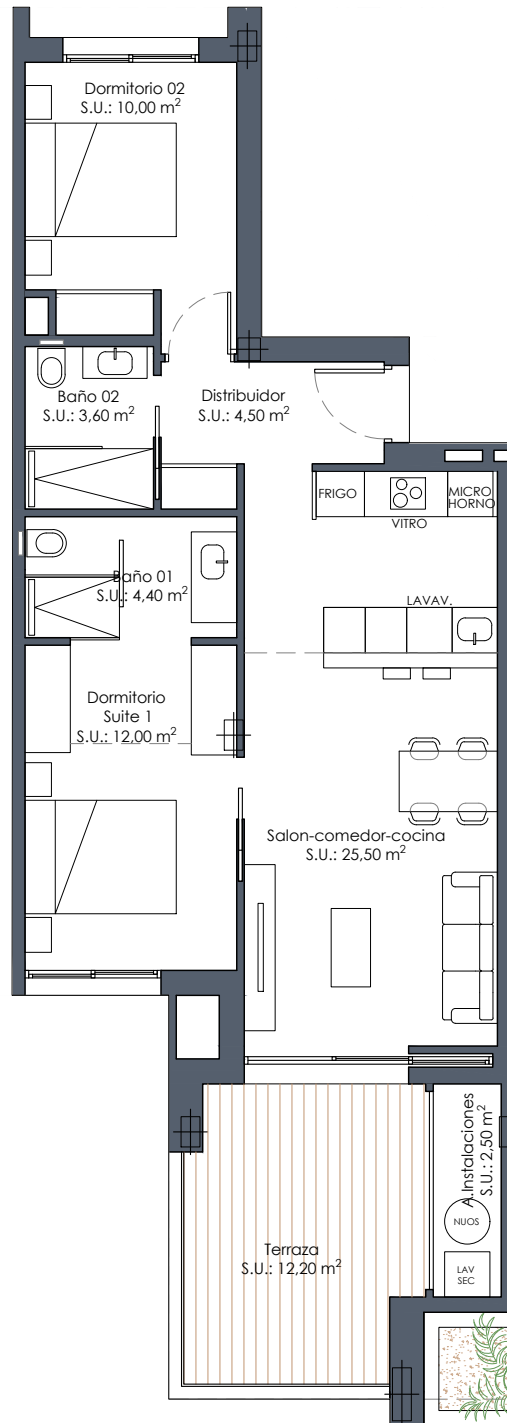 Dormitorio 02
S.U.: 10,00 m²
Baño 02
S.U.: 3,60 m²
Distribuidor
S.U.: 4,50 m²
FRIGO
VITRO
MICRO
HORNO
Baño 01
S.U.: 4,40 m²
LAVAV.
Dormitorio
Suite 1
S.U.: 12,00 m²
Salon-comedor-cocina
S.U.: 25,50 m²
A.Instalaciones
S.U.: 2,50 m²
NUOS
LAV
SEC
Terraza
S.U.: 12,20 m²